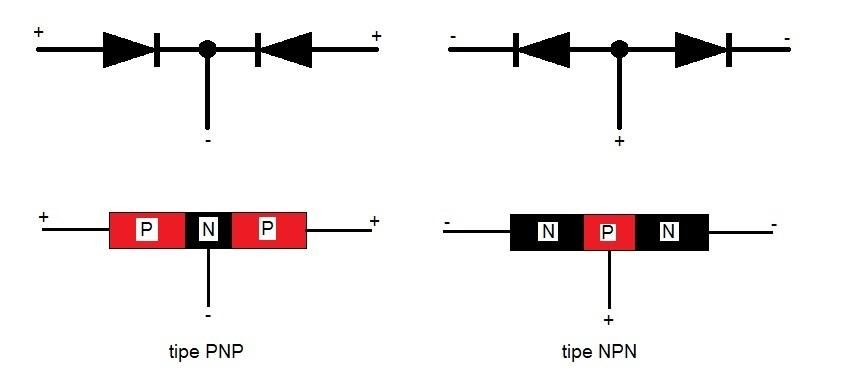 + +
-
- -
+
+ P N P +
-
- N P N -
+
tipe PNP
tipe NPN